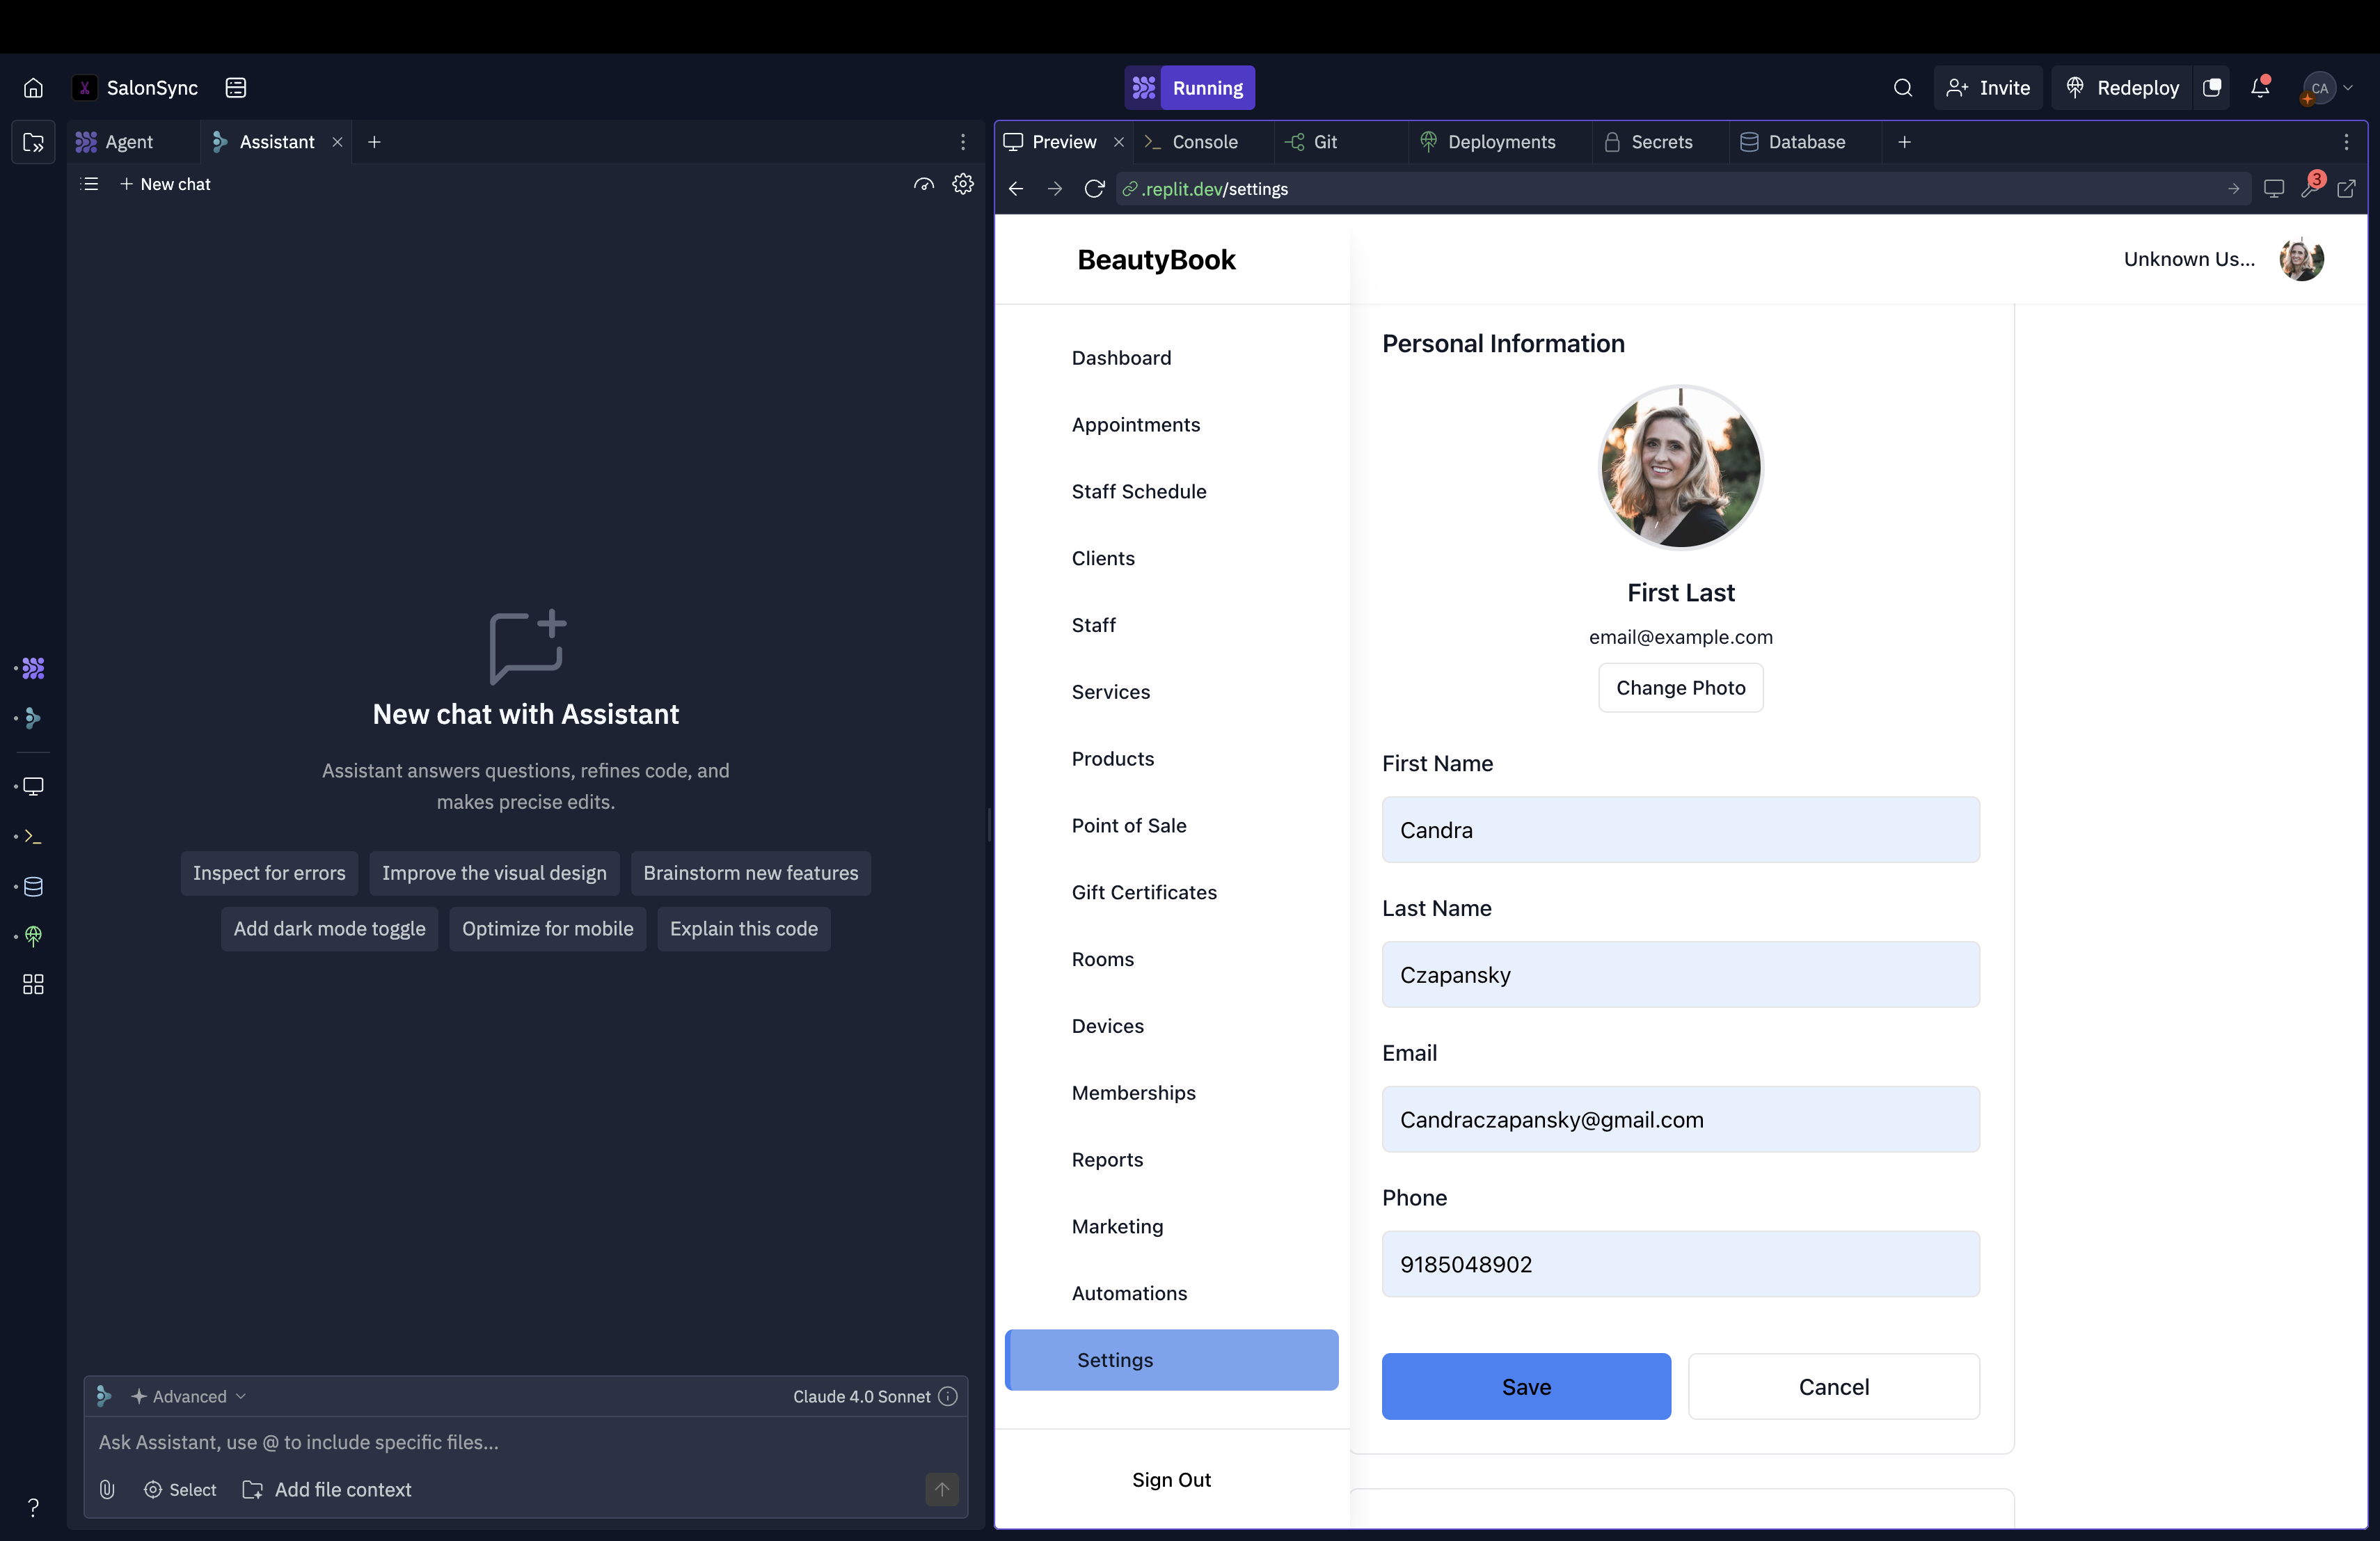 SalonSync
Running
Invite
Redeploy
CA
Agent
Assistant
New chat
New chat with Assistant
Assistant answers questions, refines code, and
makes precise edits.
Inspect for errors
Improve the visual design
Brainstorm new features
Add dark mode toggle
Optimize for mobile
Explain this code
Advanced
Claude 4.0 Sonnet
Ask Assistant, use @ to include specific files...
Select
Add file context
?
Preview
Console
Git
Deployments
Secrets
Database
.replit.dev/settings
3
BeautyBook
Unknown Us...
Dashboard
Appointments
Staff Schedule
Clients
Staff
Services
Products
Point of Sale
Gift Certificates
Rooms
Devices
Memberships
Reports
Marketing
Automations
Settings
Sign Out
Personal Information
First Last
email@example.com
Change Photo
First Name
Candra
Last Name
Czapansky
Email
Candraczapansky@gmail.com
Phone
9185048902
Save
Cancel